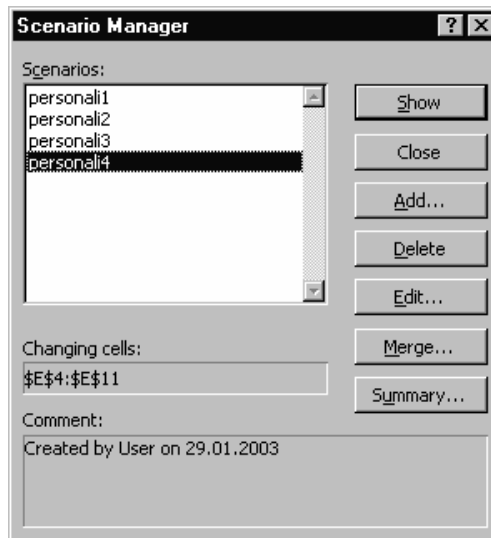 Scenario Manager
Scenarios:
personali1
personali2
personali3
personali4
Show
Close
Add...
Delete
Edit...
Merge...
Summary...
Changing cells:
$E$4:$E$11
Comment:
Created by User on 29.01.2003